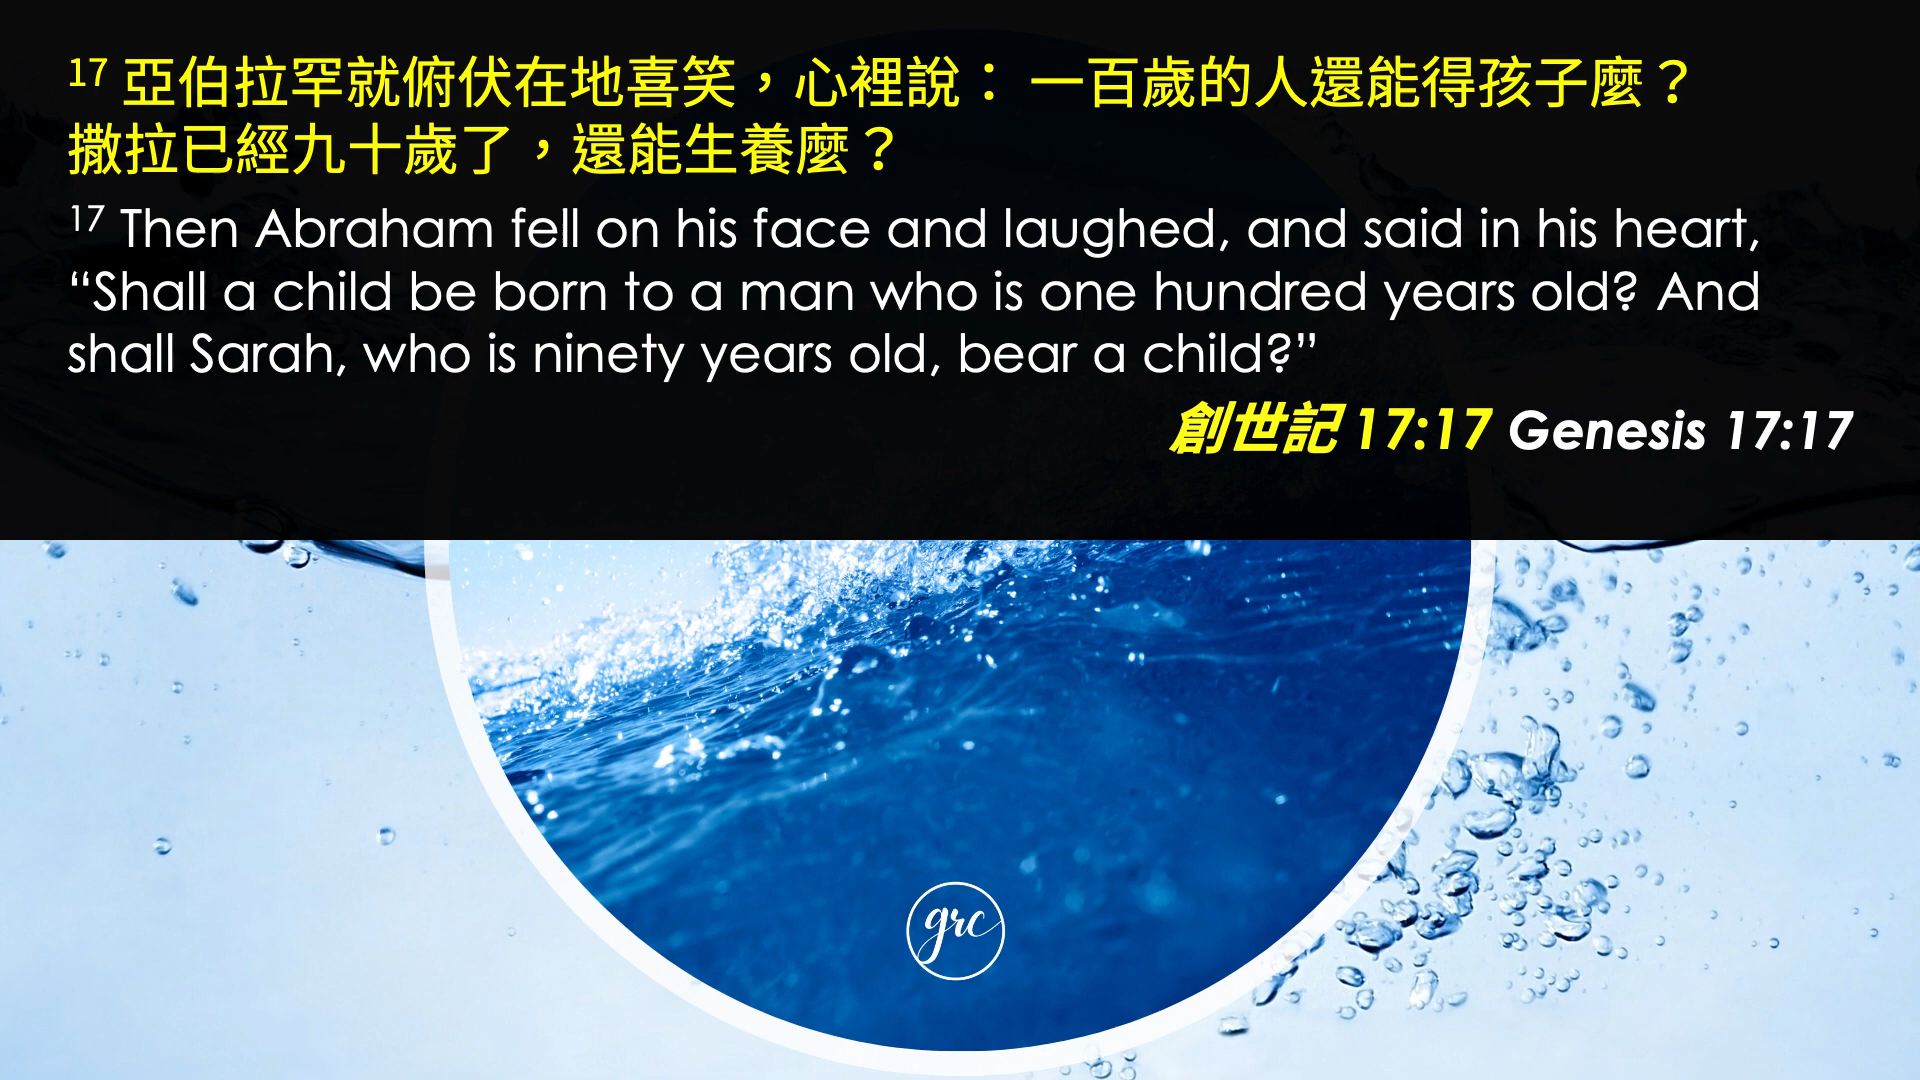 17 亞伯拉罕就俯伏在地喜笑，心裡說： 一百歲的人還能得孩子麼？
撒拉已經九十歲了，還能生養麼？
17 Then Abraham fell on his face and laughed, and said in his heart,
“Shall a child be born to a man who is one hundred years old? And
shall Sarah, who is ninety years old, bear a child?”
創世記 17:17 Genesis 17:17
grc